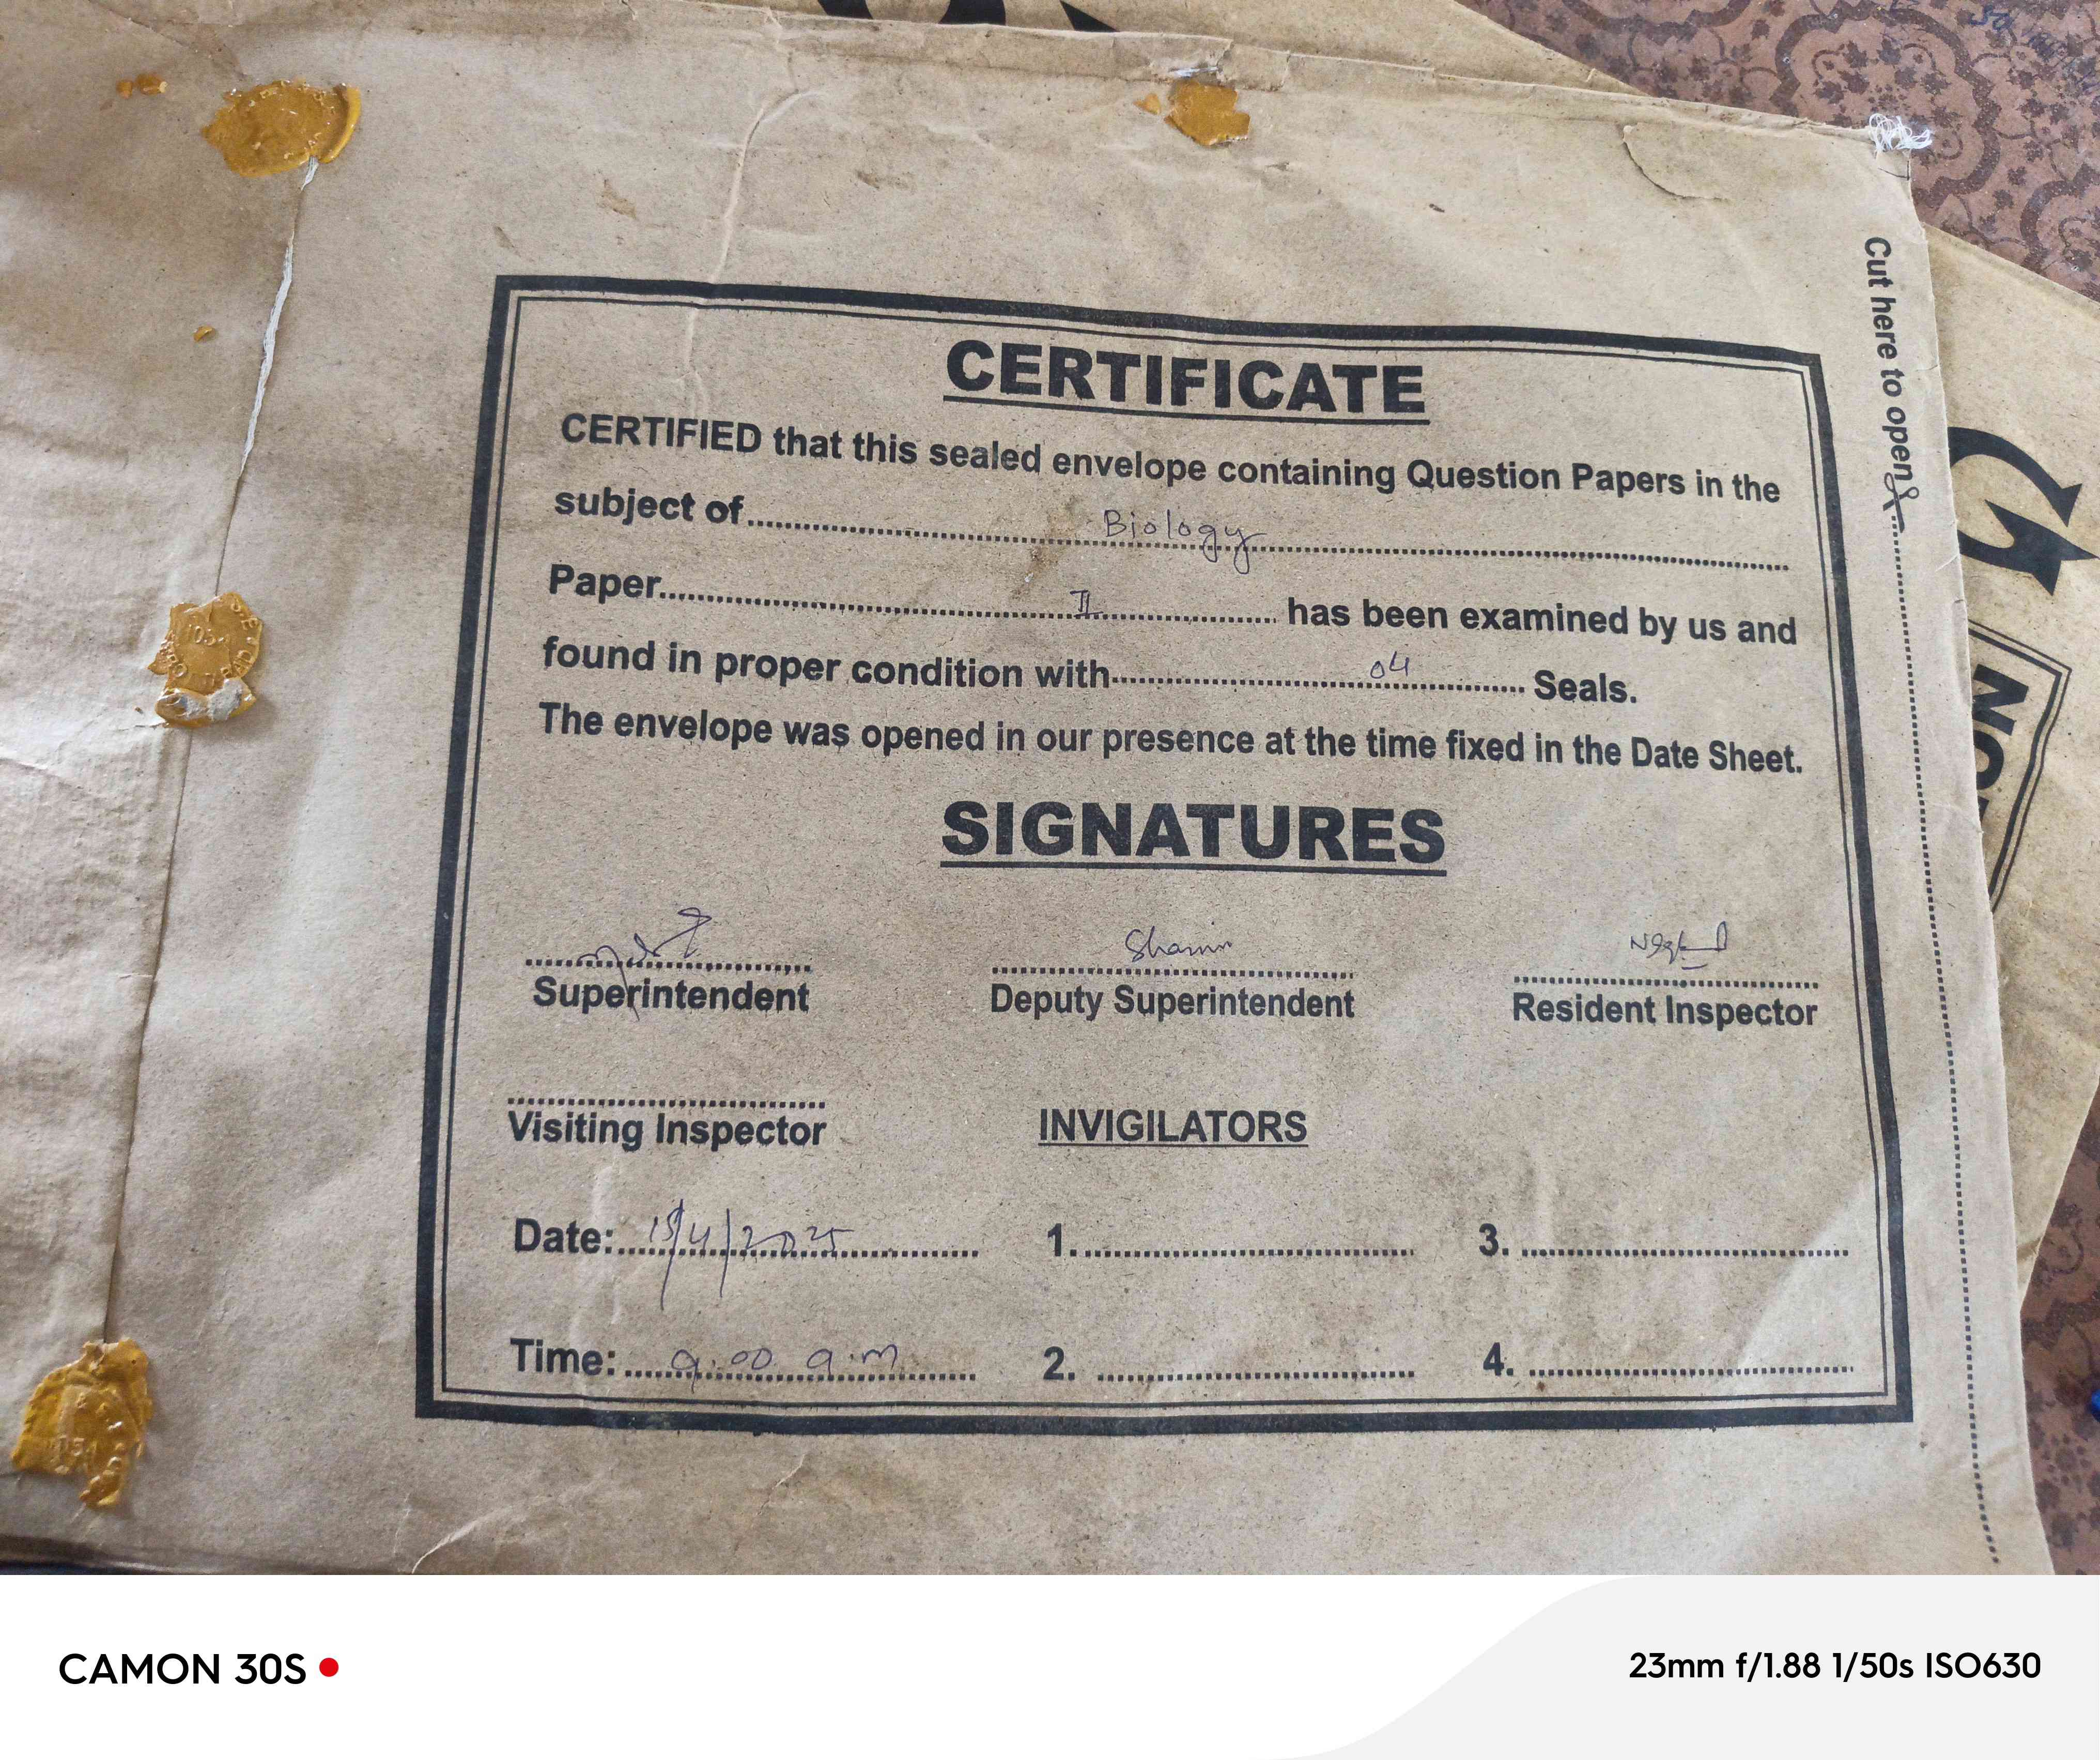 Cut here to open
CERTIFICATE
CERTIFIED that this sealed envelope containing Question Papers in the
subject of Biology
Paper II has been examined by us and
found in proper condition with 04 Seals.
The envelope was opened in our presence at the time fixed in the Date Sheet.
SIGNATURES
Shamim
Superintendent Deputy Superintendent Resident Inspector
Visiting Inspector INVIGILATORS
Date: 15/4/2025 1. 3.
Time: 9:00 a.m 2. 4.
CAMON 30S 23mm f/1.88 1/50s ISO630